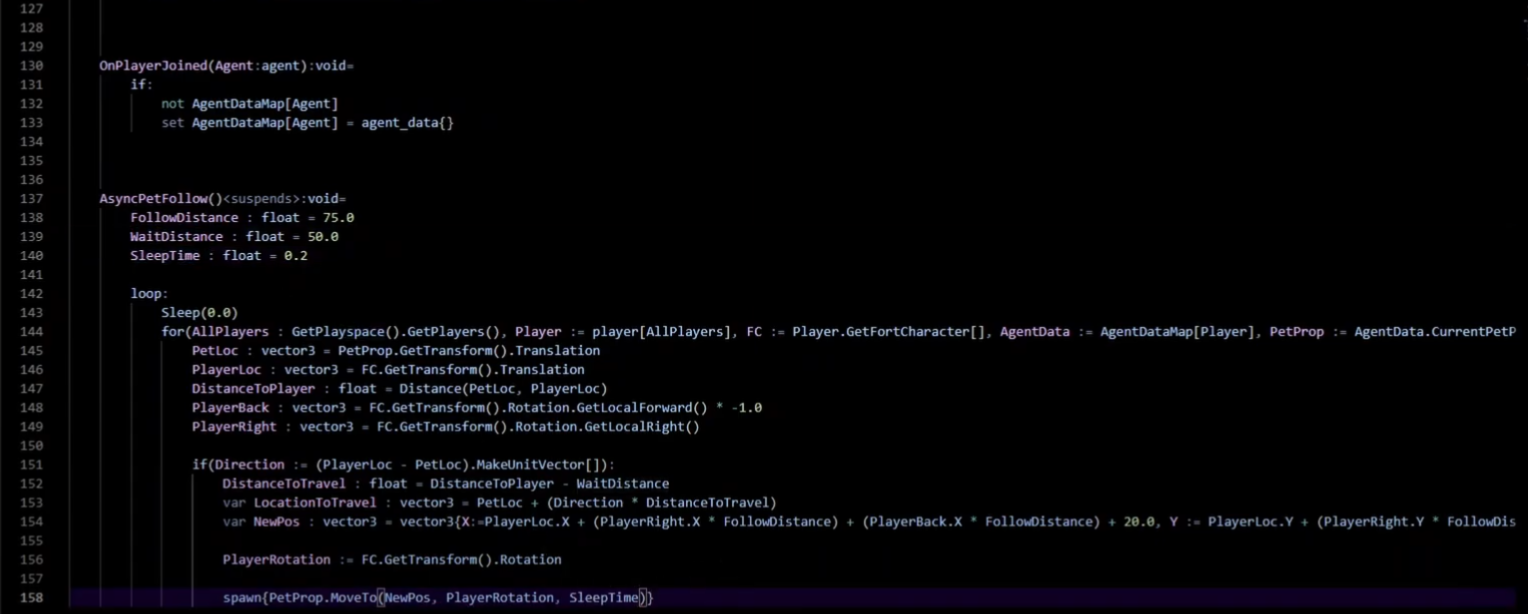 127
128
129
130 OnPlayerJoined(Agent:agent):void=
131 if:
132 not AgentDataMap[Agent]
133 set AgentDataMap[Agent] = agent_data{}
134
135
136
137 AsyncPetFollow()<suspends>:void=
138 FollowDistance : float = 75.0
139 WaitDistance : float = 50.0
140 SleepTime : float = 0.2
141
142 loop:
143 Sleep(0.0)
144 for(AllPlayers : GetPlayspace().GetPlayers(), Player := player[AllPlayers], FC := Player.GetFortCharacter[], AgentData := AgentDataMap[Player], PetProp := AgentData.CurrentPetP
145 PetLoc : vector3 = PetProp.GetTransform().Translation
146 PlayerLoc : vector3 = FC.GetTransform().Translation
147 DistanceToPlayer : float = Distance(PetLoc, PlayerLoc)
148 PlayerBack : vector3 = FC.GetTransform().Rotation.GetLocalForward() * -1.0
149 PlayerRight : vector3 = FC.GetTransform().Rotation.GetLocalRight()
150
151 if(Direction := (PlayerLoc - PetLoc).MakeUnitVector[]):
152 DistanceToTravel : float = DistanceToPlayer - WaitDistance
153 var LocationToTravel : vector3 = PetLoc + (Direction * DistanceToTravel)
154 var NewPos : vector3 = vector3{X:=PlayerLoc.X + (PlayerRight.X * FollowDistance) + (PlayerBack.X * FollowDistance) + 20.0, Y := PlayerLoc.Y + (PlayerRight.Y * FollowDis
155
156 PlayerRotation := FC.GetTransform().Rotation
157
158 spawn{PetProp.MoveTo(NewPos, PlayerRotation, SleepTime)}